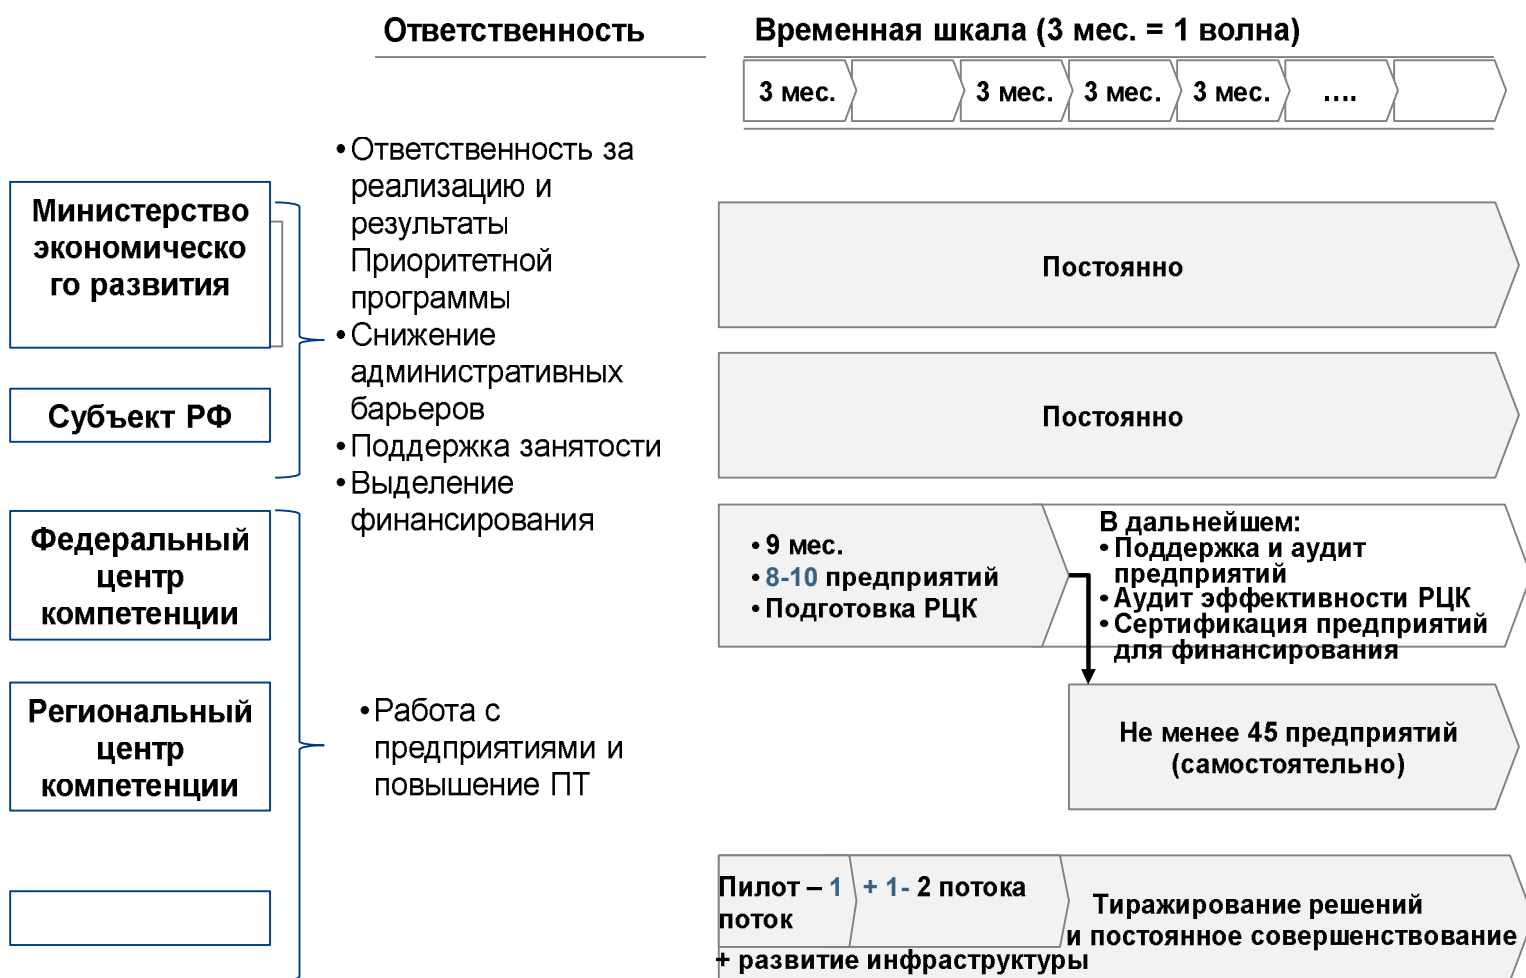 Ответственность
Временная шкала (3 мес. = 1 волна)
3 мес.
3 мес.
3 мес.
3 мес.
....
Министерство
экономическо
го развития
Субъект РФ
• Ответственность за
реализацию и
результаты
Приоритетной
программы
• Снижение
административных
барьеров
• Поддержка занятости
• Выделение
финансирования
Постоянно
Постоянно
Федеральный
центр
компетенции
• 9 мес.
• 8-10 предприятий
• Подготовка РЦК
В дальнейшем:
• Поддержка и аудит
предприятий
• Аудит эффективности РЦК
• Сертификация предприятий
для финансирования
Региональный
центр
компетенции
• Работа с
предприятиями и
повышение ПТ
Не менее 45 предприятий
(самостоятельно)
Пилот – 1
поток
+ 1- 2 потока
+ развитие инфраструктуры
Тиражирование решений
и постоянное совершенствование